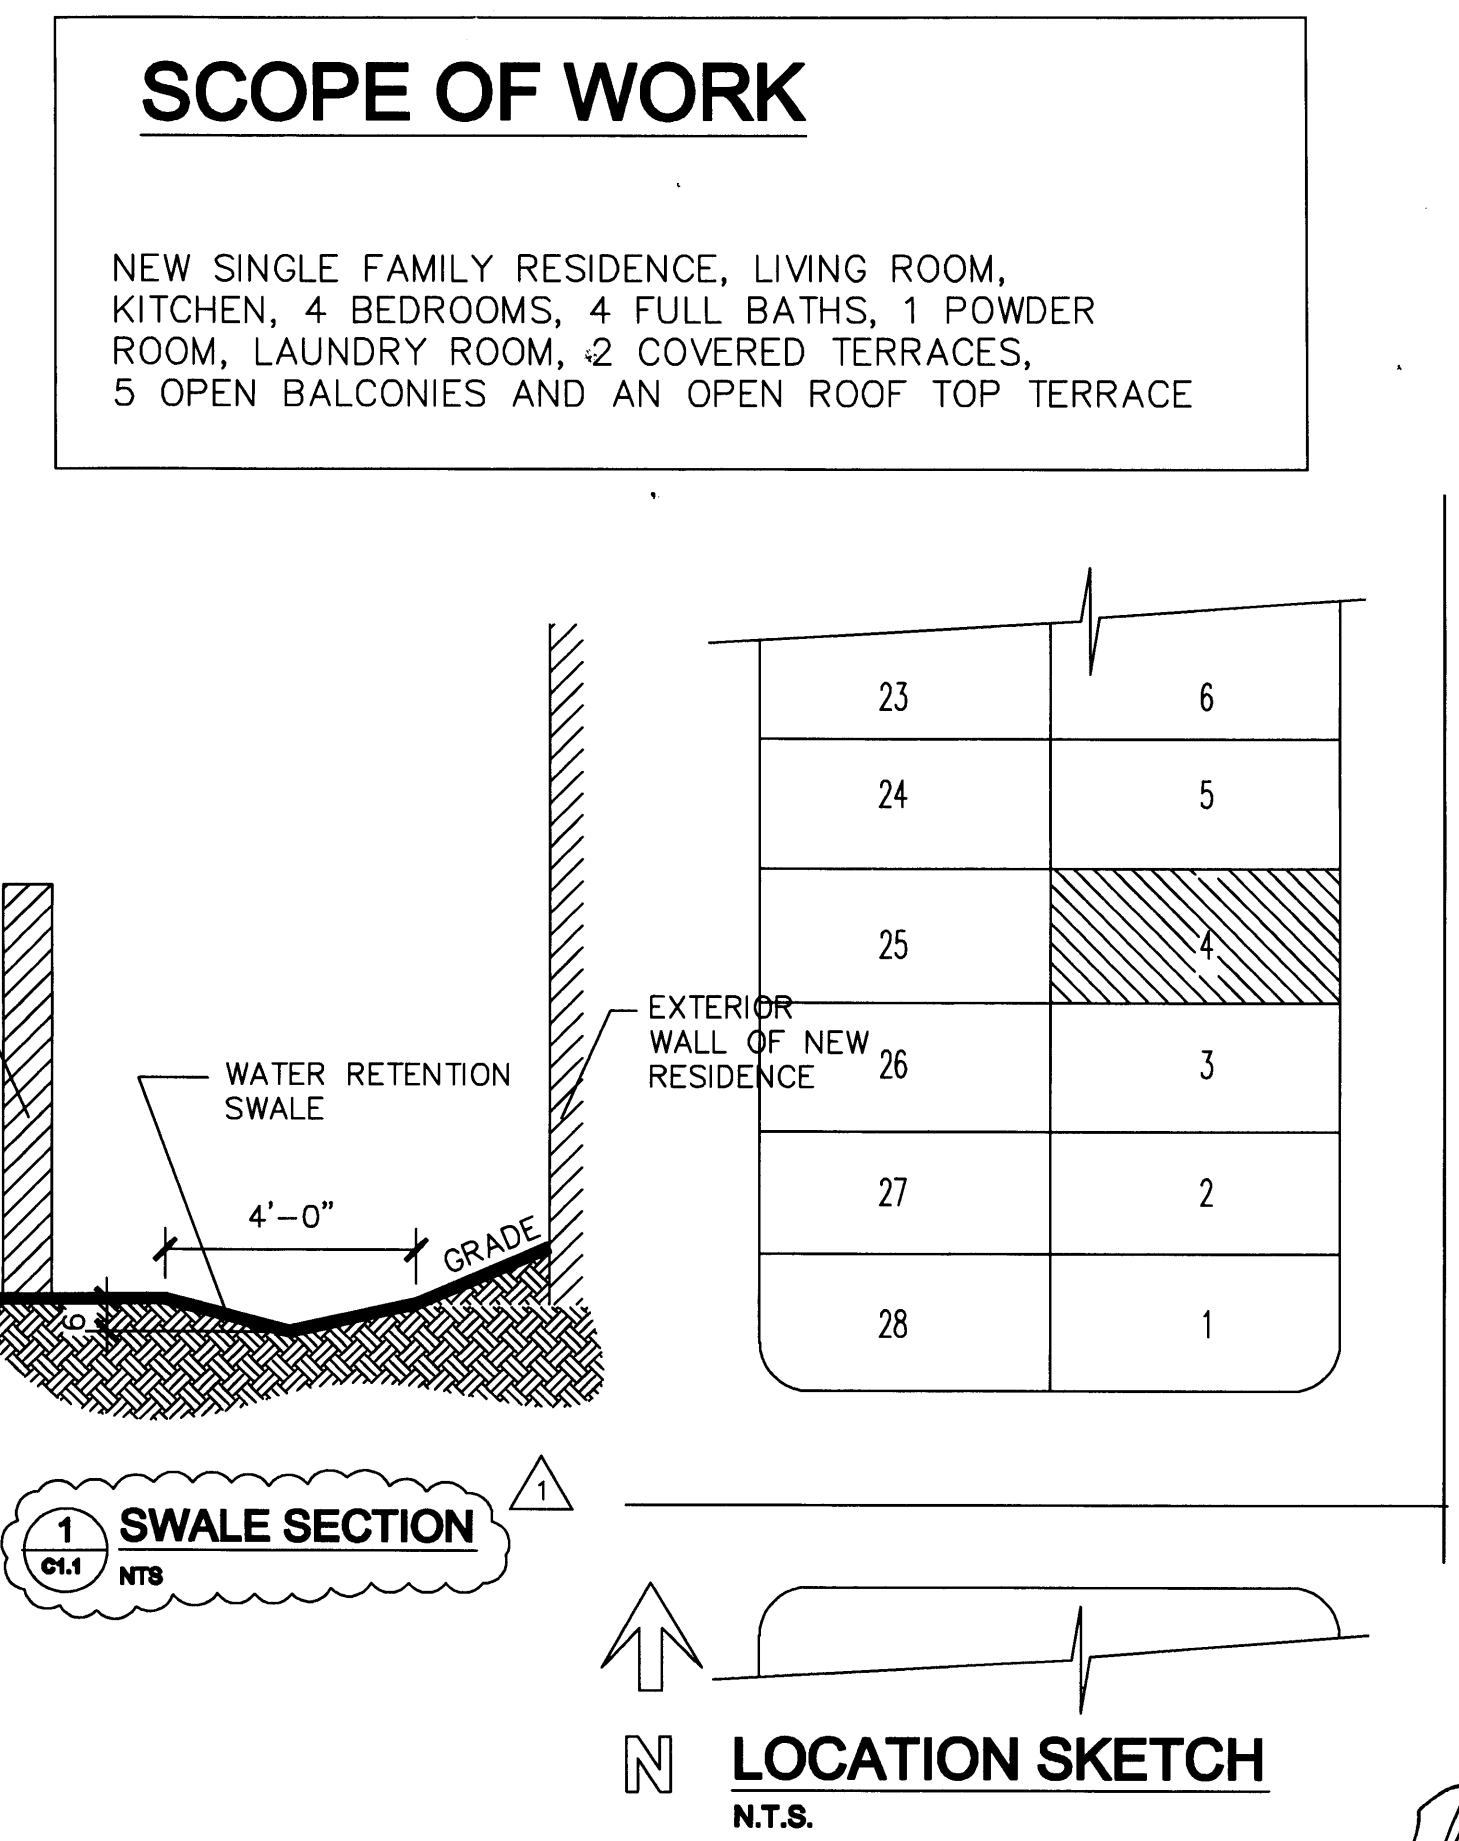 SCOPE OF WORK
NEW SINGLE FAMILY RESIDENCE, LIVING ROOM,
KITCHEN, 4 BEDROOMS, 4 FULL BATHS, 1 POWDER
ROOM, LAUNDRY ROOM, 2 COVERED TERRACES,
5 OPEN BALCONIES AND AN OPEN ROOF TOP TERRACE
EXTERIOR
WALL OF NEW
RESIDENCE
WATER RETENTION
SWALE
4'-0"
GRADE
6
1
C1.1
SWALE SECTION
NTS
1
23
6
24
5
25
4
26
3
27
2
28
1
N
LOCATION SKETCH
N.T.S.